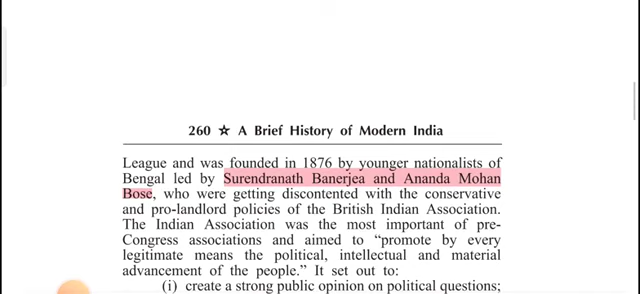 260 ☆ A Brief History of Modern India
League and was founded in 1876 by younger nationalists of
Bengal led by Surendranath Banerjea and Ananda Mohan
Bose, who were getting discontented with the conservative
and pro-landlord policies of the British Indian Association.
The Indian Association was the most important of pre-
Congress associations and aimed to “promote by every
legitimate means the political, intellectual and material
advancement of the people.” It set out to:
(i) create a strong public opinion on political questions;